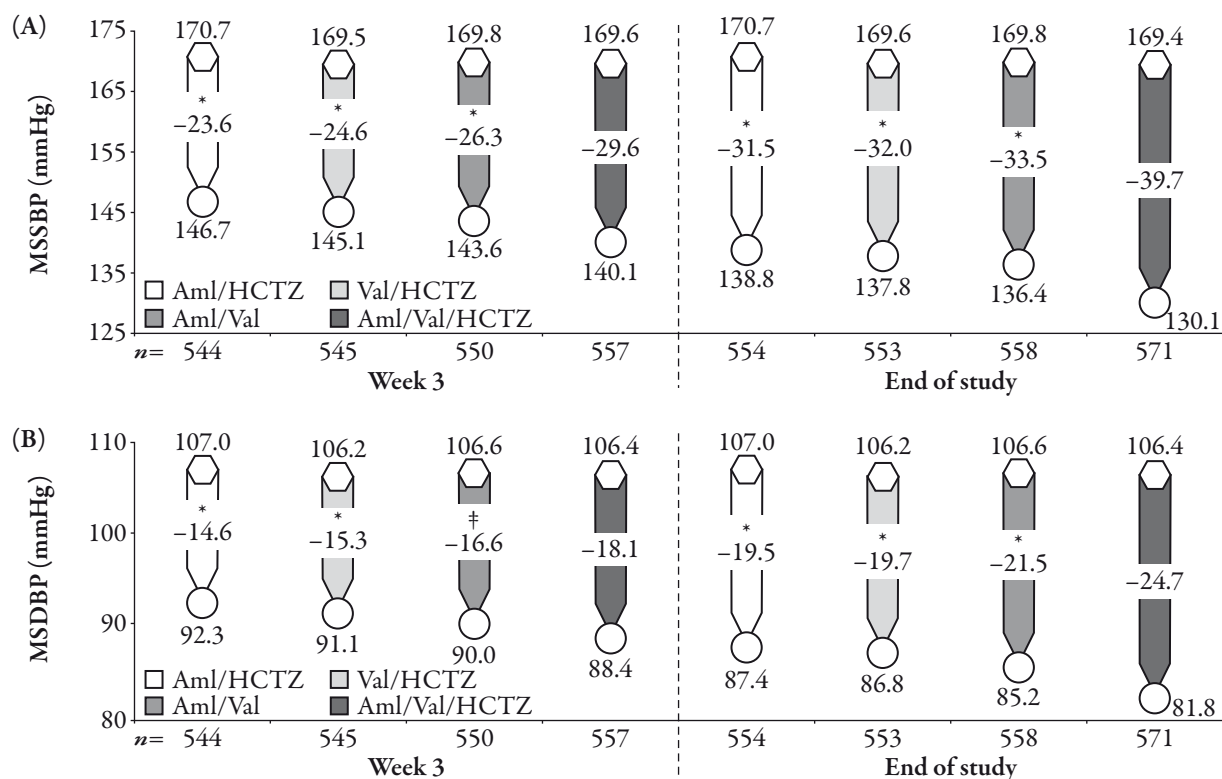 (A)
MSSBP (mmHg)
175
165
155
145
135
125
170.7 169.5 169.8 169.6 170.7 169.6 169.8 169.4
* * * * * *
–23.6 –24.6 –26.3 –29.6 –31.5 –32.0 –33.5 –39.7
146.7 145.1 143.6 140.1 138.8 137.8 136.4 130.1
Aml/HCTZ Val/HCTZ
Aml/Val Aml/Val/HCTZ
n= 544 545 550 557 554 553 558 571
Week 3 End of study
(B)
MSDBP (mmHg)
110
100
90
80
107.0 106.2 106.6 106.4 107.0 106.2 106.6 106.4
* * ‡ * * *
–14.6 –15.3 –16.6 –18.1 –19.5 –19.7 –21.5 –24.7
92.3 91.1 90.0 88.4 87.4 86.8 85.2 81.8
Aml/HCTZ Val/HCTZ
Aml/Val Aml/Val/HCTZ
n= 544 545 550 557 554 553 558 571
Week 3 End of study